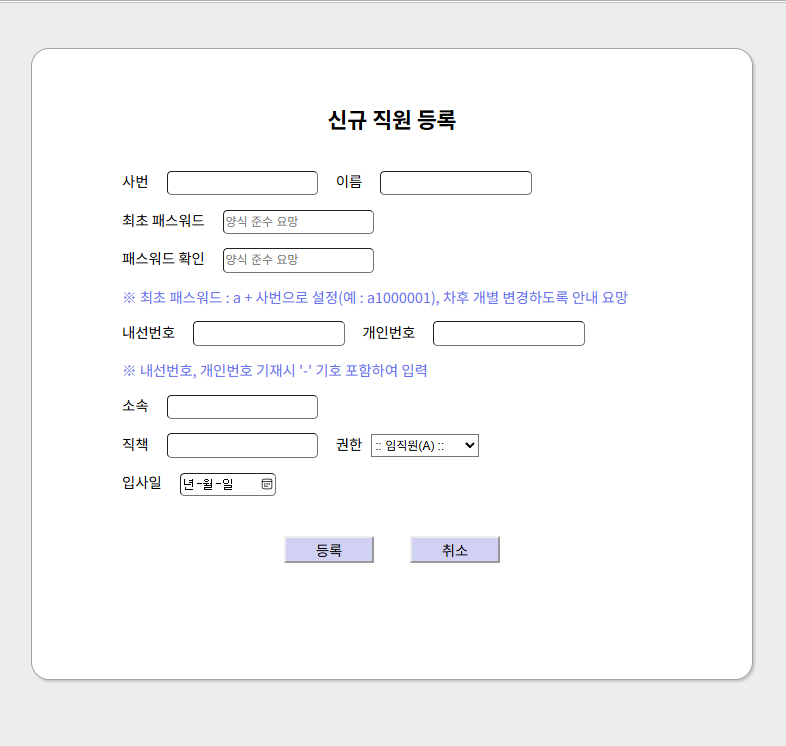 신규 직원 등록
사번 이름
최초 패스워드 양식 준수 요망
패스워드 확인 양식 준수 요망
※ 최초 패스워드 : a + 사번으로 설정(예 : a1000001), 차후 개별 변경하도록 안내 요망
내선번호 개인번호
※ 내선번호, 개인번호 기재시 '-' 기호 포함하여 입력
소속
직책 권한 :: 임직원(A) ::
입사일 년-월-일
등록 취소